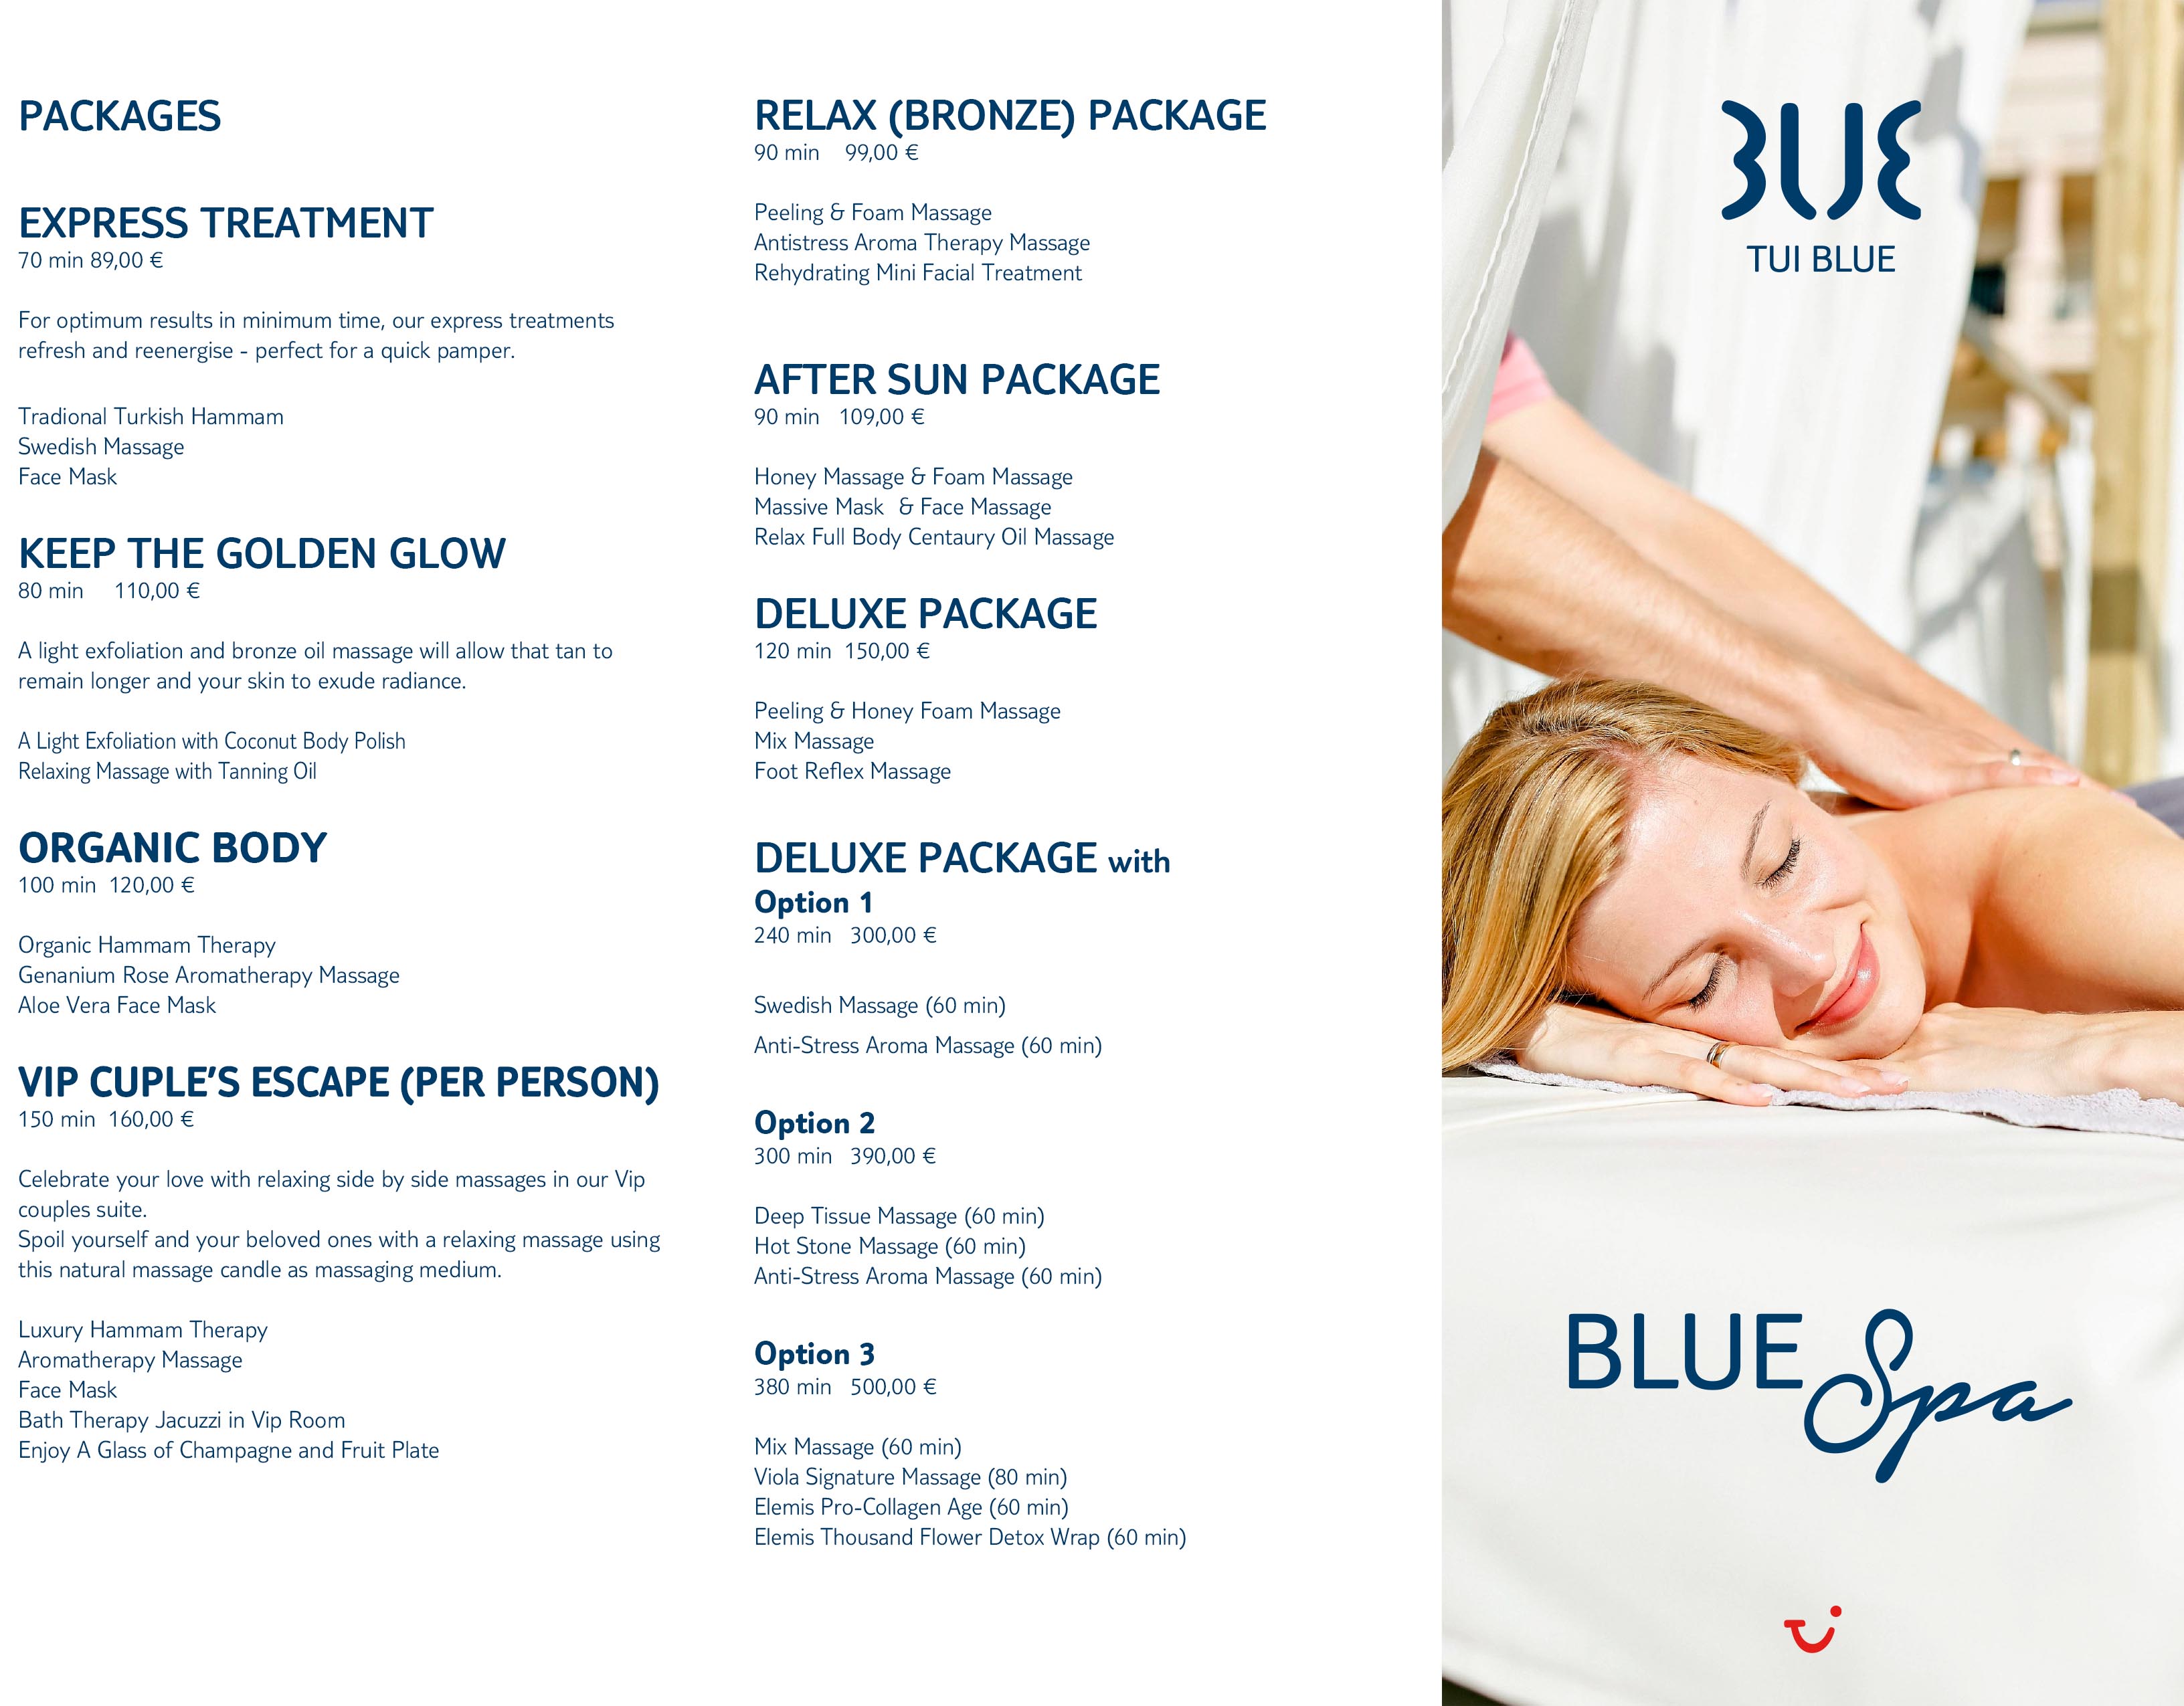 PACKAGES
EXPRESS TREATMENT
70 min 89,00 €
For optimum results in minimum time, our express treatments
refresh and reenergise - perfect for a quick pamper.
Tradional Turkish Hammam
Swedish Massage
Face Mask
KEEP THE GOLDEN GLOW
80 min 110,00 €
A light exfoliation and bronze oil massage will allow that tan to
remain longer and your skin to exude radiance.
A Light Exfoliation with Coconut Body Polish
Relaxing Massage with Tanning Oil
ORGANIC BODY
100 min 120,00 €
Organic Hammam Therapy
Genanium Rose Aromatherapy Massage
Aloe Vera Face Mask
VIP CUPLE'S ESCAPE (PER PERSON)
150 min 160,00 €
Celebrate your love with relaxing side by side massages in our Vip
couples suite.
Spoil yourself and your beloved ones with a relaxing massage using
this natural massage candle as massaging medium.
Luxury Hammam Therapy
Aromatherapy Massage
Face Mask
Bath Therapy Jacuzzi in Vip Room
Enjoy A Glass of Champagne and Fruit Plate
RELAX (BRONZE) PACKAGE
90 min 99,00 €
Peeling & Foam Massage
Antistress Aroma Therapy Massage
Rehydrating Mini Facial Treatment
AFTER SUN PACKAGE
90 min 109,00 €
Honey Massage & Foam Massage
Massive Mask & Face Massage
Relax Full Body Centaury Oil Massage
DELUXE PACKAGE
120 min 150,00 €
Peeling & Honey Foam Massage
Mix Massage
Foot Reflex Massage
DELUXE PACKAGE with
Option 1
240 min 300,00 €
Swedish Massage (60 min)
Anti-Stress Aroma Massage (60 min)
Option 2
300 min 390,00 €
Deep Tissue Massage (60 min)
Hot Stone Massage (60 min)
Anti-Stress Aroma Massage (60 min)
Option 3
380 min 500,00 €
Mix Massage (60 min)
Viola Signature Massage (80 min)
Elemis Pro-Collagen Age (60 min)
Elemis Thousand Flower Detox Wrap (60 min)
TUI BLUE
BLUE Spa